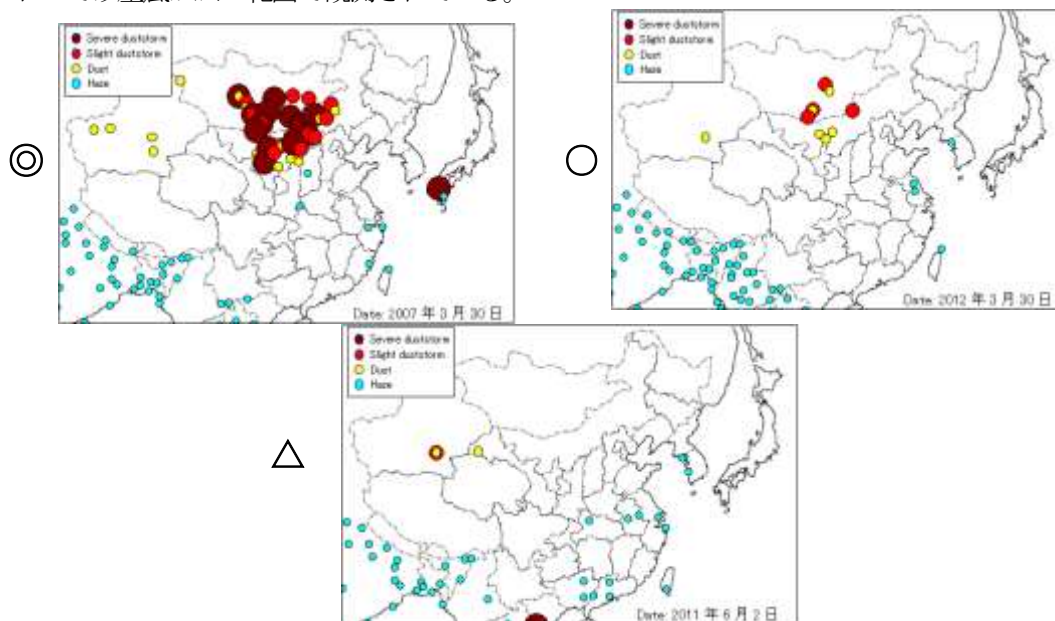 ◎
Severe duststorm
Slight duststorm
Dust
Haze
Date: 2007 年 3 月 30 日
○
Severe duststorm
Slight duststorm
Dust
Haze
Date: 2012 年 3 月 30 日
△
Severe duststorm
Slight duststorm
Dust
Haze
Date: 2011 年 6 月 2 日